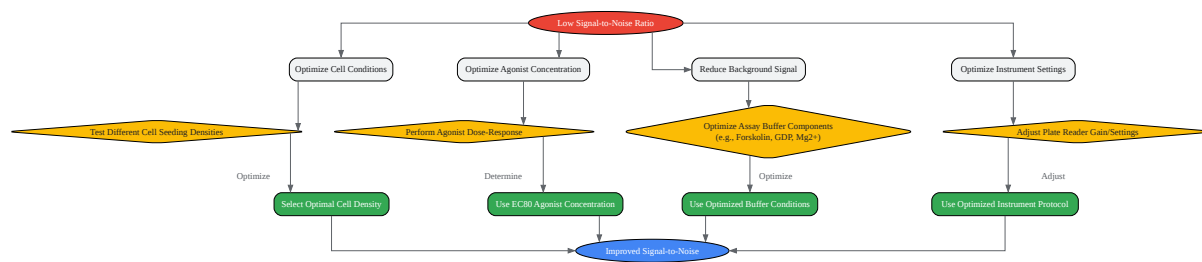 Low Signal-to-Noise Ratio
Optimize Cell Conditions
Optimize Agonist Concentration
Reduce Background Signal
Optimize Instrument Settings
Test Different Cell Seeding Densities
Perform Agonist Dose-Response
Optimize Assay Buffer Components
(e.g., Forskolin, GDP, Mg2+)
Adjust Plate Reader Gain/Settings
Optimize
Determine
Optimize
Adjust
Select Optimal Cell Density
Use EC80 Agonist Concentration
Use Optimized Buffer Conditions
Use Optimized Instrument Protocol
Improved Signal-to-Noise